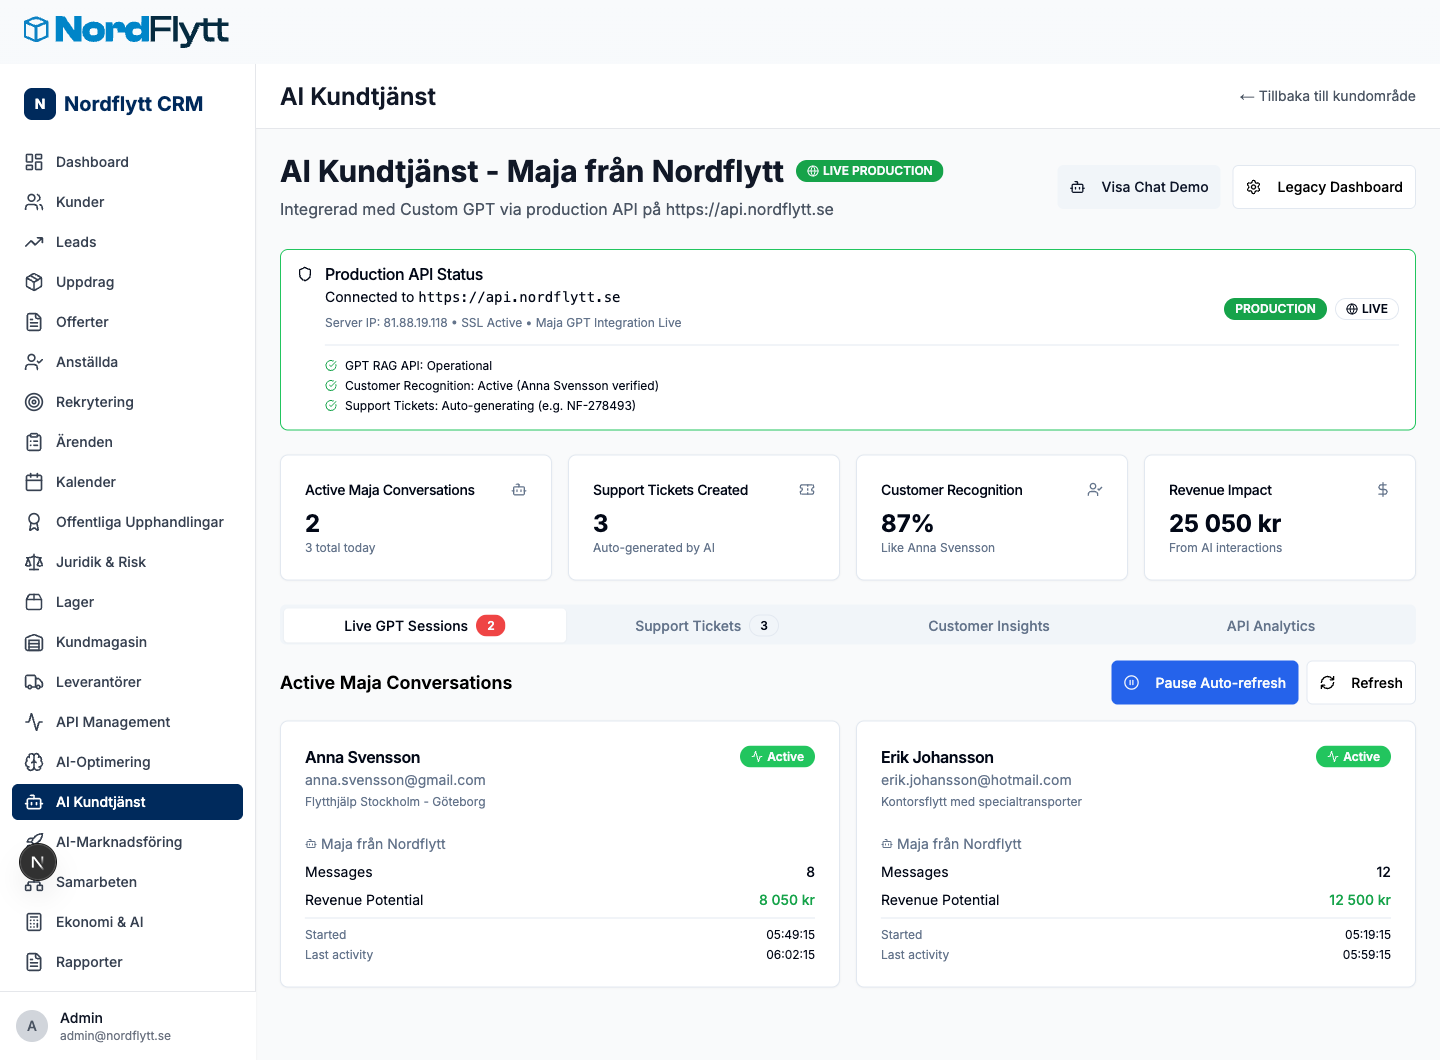 NordFlytt
N Nordflytt CRM
Dashboard
Kunder
Leads
Uppdrag
Offerter
Anställda
Rekrytering
Ärenden
Kalender
Offentliga Upphandlingar
Juridik & Risk
Lager
Kundmagasin
Leverantörer
API Management
AI-Optimering
AI Kundtjänst
AI-Marknadsföring
N
Samarbeten
Ekonomi & AI
Rapporter
A
Admin
admin@nordflytt.se
AI Kundtjänst
← Tillbaka till kundområde
AI Kundtjänst - Maja från Nordflytt
LIVE PRODUCTION
Integrerad med Custom GPT via production API på https://api.nordflytt.se
Visa Chat Demo
Legacy Dashboard
Production API Status
Connected to https://api.nordflytt.se
Server IP: 81.88.19.118 • SSL Active • Maja GPT Integration Live
PRODUCTION
LIVE
GPT RAG API: Operational
Customer Recognition: Active (Anna Svensson verified)
Support Tickets: Auto-generating (e.g. NF-278493)
Active Maja Conversations
2
3 total today
Support Tickets Created
3
Auto-generated by AI
Customer Recognition
87%
Like Anna Svensson
Revenue Impact
25 050 kr
From AI interactions
Live GPT Sessions 2
Support Tickets 3
Customer Insights
API Analytics
Active Maja Conversations
Pause Auto-refresh
Refresh
Anna Svensson
Active
anna.svensson@gmail.com
Flytthjälp Stockholm - Göteborg
Maja från Nordflytt
Messages 8
Revenue Potential 8 050 kr
Started 05:49:15
Last activity 06:02:15
Erik Johansson
Active
erik.johansson@hotmail.com
Kontorsflytt med specialtransporter
Maja från Nordflytt
Messages 12
Revenue Potential 12 500 kr
Started 05:19:15
Last activity 05:59:15